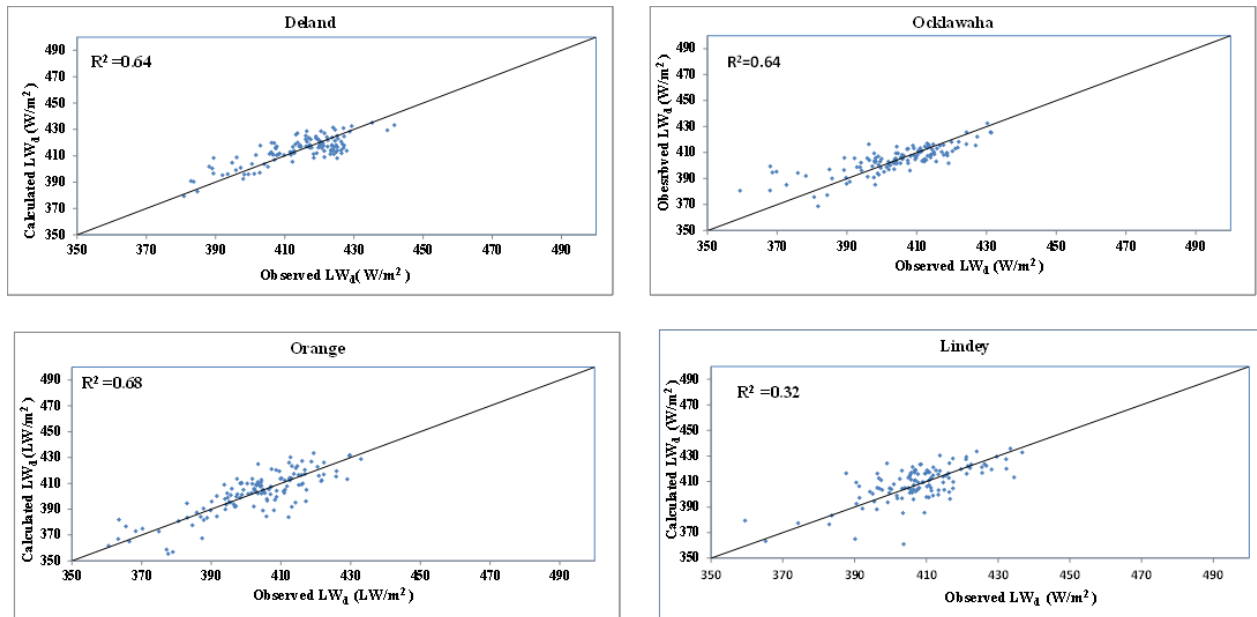 Deland
R² =0.64
Calculated LWd (W/m²)
490
470
450
430
410
390
370
350
350 370 390 410 430 450 470 490
Observed LWd( W/m² )
Ocklawaha
R²=0.64
Obesrbved LWd (W/m²)
490
470
450
430
410
390
370
350
350 370 390 410 430 450 470 490
Observed LWd (W/m²)
Orange
R² =0.68
Calculated LWd (LW/m²)
490
470
450
430
410
390
370
350
350 370 390 410 430 450 470 490
Observed LWd (LW/m²)
Lindey
R² =0.32
Calculated LWd (W/m²)
490
470
450
430
410
390
370
350
350 370 390 410 430 450 470 490
Observed LWd (W/m²)